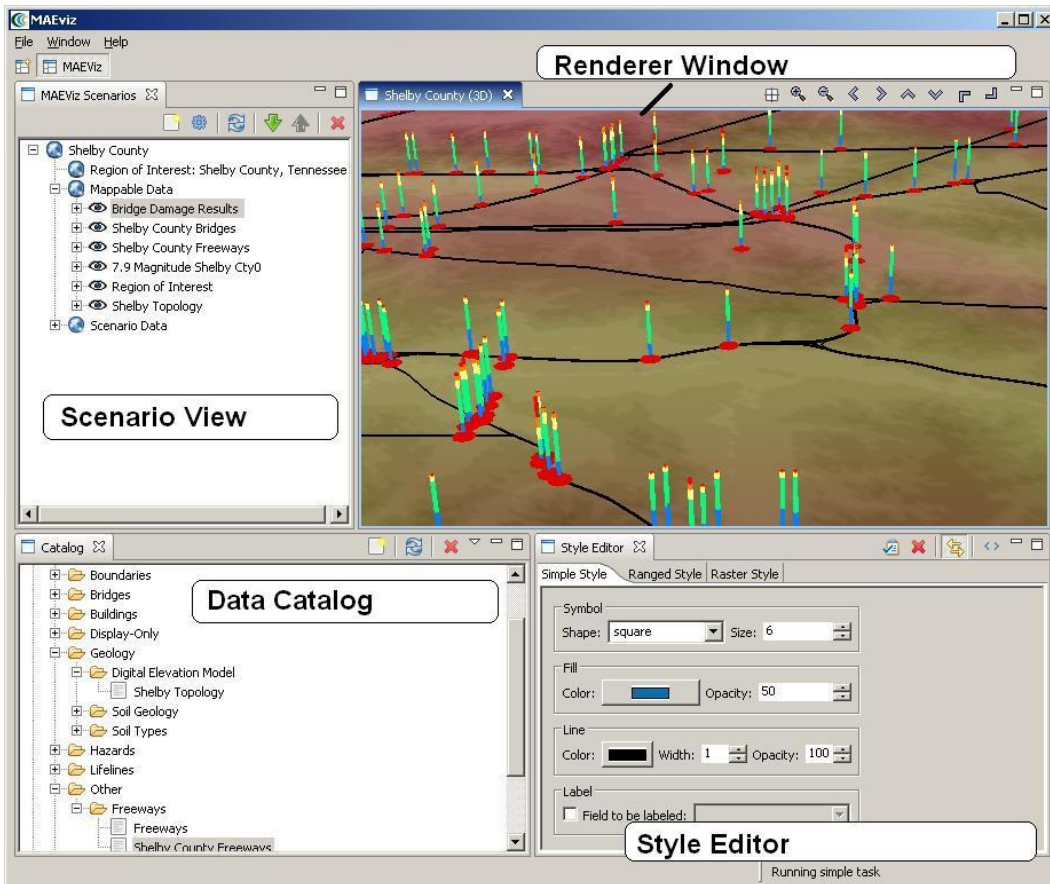 MAEviz
File Window Help
MAEViz
Renderer Window
MAEViz Scenarios
Shelby County (3D)
Shelby County
Region of Interest: Shelby County, Tennessee
Mappable Data
Bridge Damage Results
Shelby County Bridges
Shelby County Freeways
7.9 Magnitude Shelby Cty0
Region of Interest
Shelby Topology
Scenario Data
Scenario View
Catalog
Boundaries
Bridges
Buildings
Display-Only
Geology
Digital Elevation Model
Shelby Topology
Soil Geology
Soil Types
Hazards
Lifelines
Other
Freeways
Freeways
Shelby County Freeways
Data Catalog
Style Editor
Simple Style Ranged Style Raster Style
Symbol
Shape: square Size: 6
Fill
Color: Opacity: 50
Line
Color: Width: 1 Opacity: 100
Label
Field to be labeled:
Style Editor
Running simple task